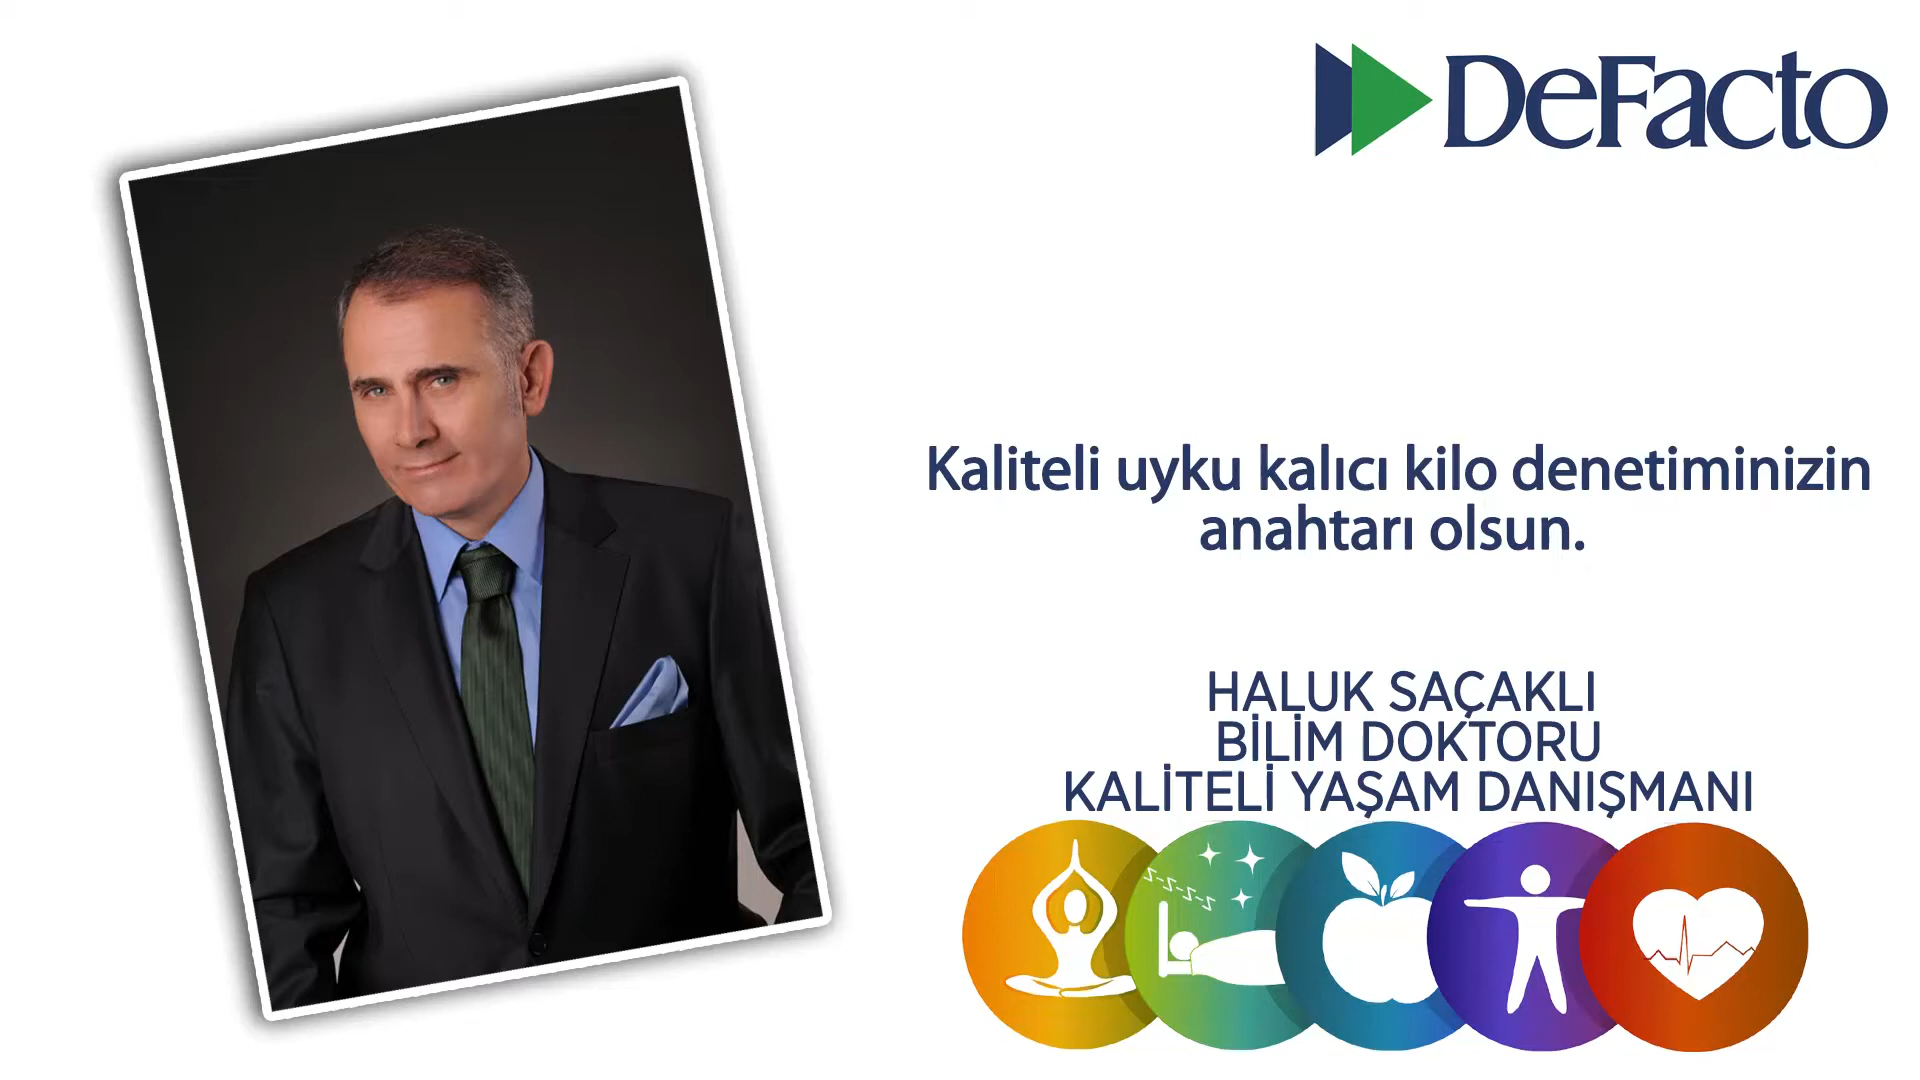 DeFacto
Kaliteli uyku kalıcı kilo denetiminizin
anahtarı olsun.
HALUK SAÇAKLI
BİLİM DOKTORU
KALİTELİ YAŞAM DANIŞMANI
z-z-z-z-z